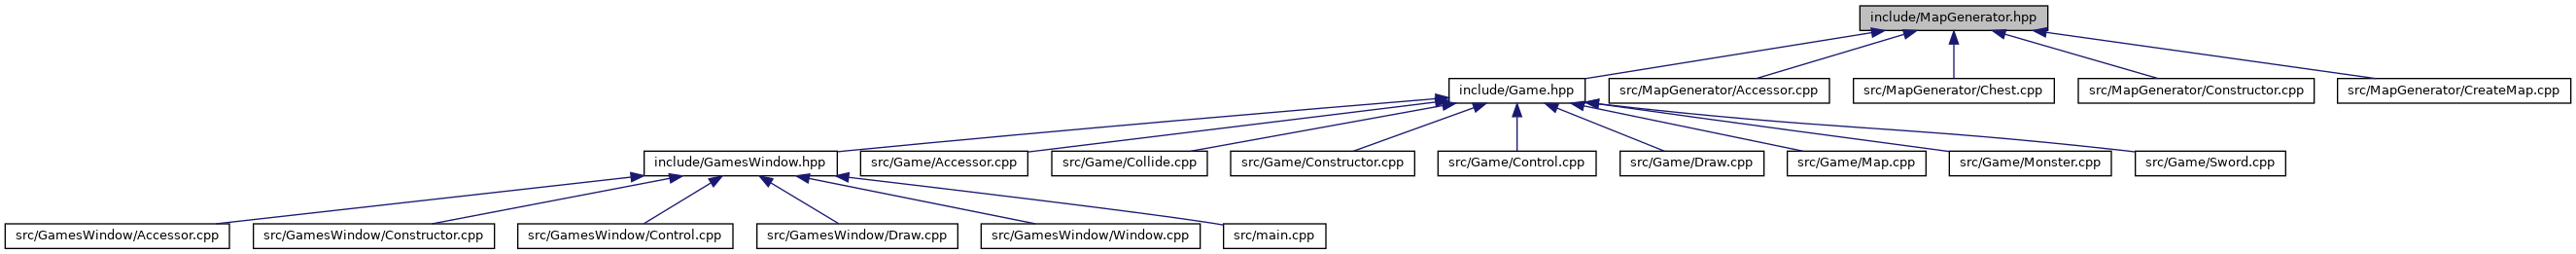 include/MapGenerator.hpp
include/Game.hpp
src/MapGenerator/Accessor.cpp
src/MapGenerator/Chest.cpp
src/MapGenerator/Constructor.cpp
src/MapGenerator/CreateMap.cpp
include/GamesWindow.hpp
src/Game/Accessor.cpp
src/Game/Collide.cpp
src/Game/Constructor.cpp
src/Game/Control.cpp
src/Game/Draw.cpp
src/Game/Map.cpp
src/Game/Monster.cpp
src/Game/Sword.cpp
src/GamesWindow/Accessor.cpp
src/GamesWindow/Constructor.cpp
src/GamesWindow/Control.cpp
src/GamesWindow/Draw.cpp
src/GamesWindow/Window.cpp
src/main.cpp